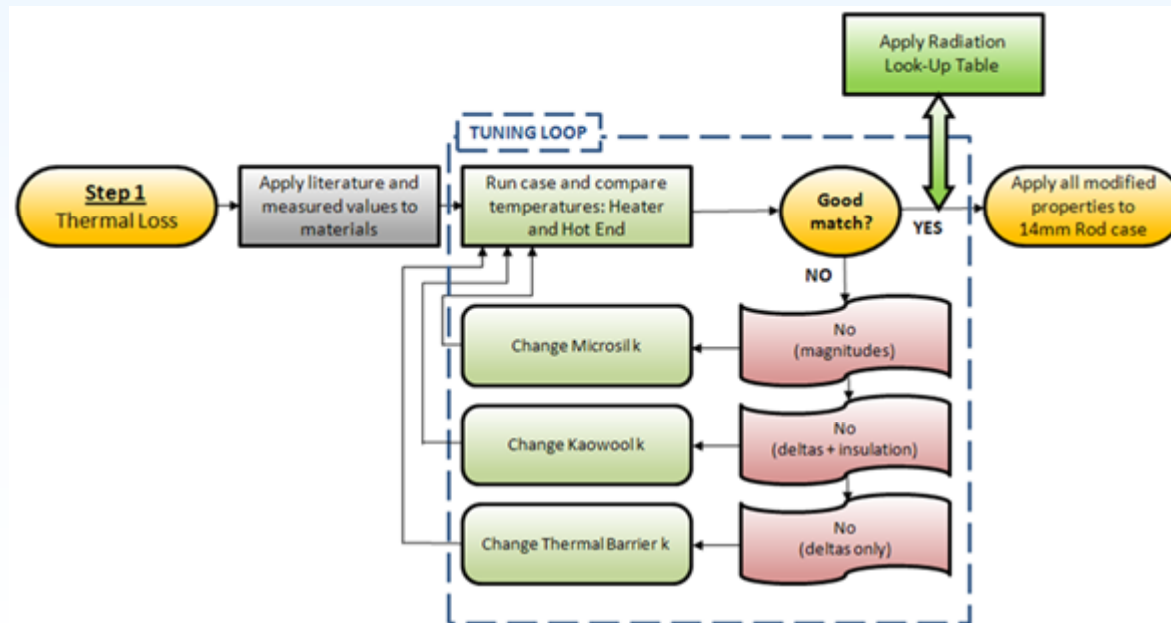 Apply Radiation
Look-Up Table
TUNING LOOP
Step 1
Thermal Loss
Apply literature and
measured values to
materials
Run case and compare
temperatures: Heater
and Hot End
Good
match?
YES
Apply all modified
properties to
14mm Rod case
NO
Change Microsil k
No
(magnitudes)
Change Kaowool k
No
(deltas + insulation)
Change Thermal Barrier k
No
(deltas only)